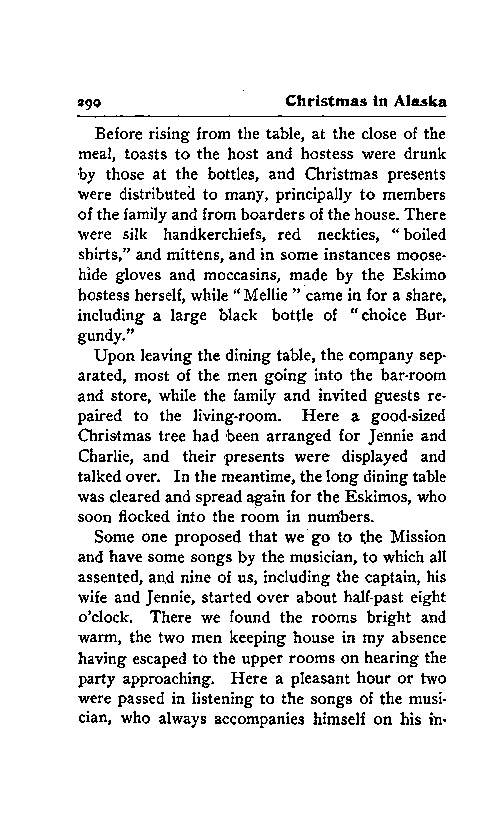 290 Christmas in Alaska
Before rising from the table, at the close of the
meal, toasts to the host and hostess were drunk
by those at the bottles, and Christmas presents
were distributed to many, principally to members
of the family and from boarders of the house. There
were silk handkerchiefs, red neckties, "boiled
shirts," and mittens, and in some instances moose-
hide gloves and moccasins, made by the Eskimo
hostess herself, while "Mellie" came in for a share,
including a large black bottle of "choice Bur-
gundy."
Upon leaving the dining table, the company sep-
arated, most of the men going into the bar-room
and store, while the family and invited guests re-
paired to the living-room. Here a good-sized
Christmas tree had been arranged for Jennie and
Charlie, and their presents were displayed and
talked over. In the meantime, the long dining table
was cleared and spread again for the Eskimos, who
soon flocked into the room in numbers.
Some one proposed that we go to the Mission
and have some songs by the musician, to which all
assented, and nine of us, including the captain, his
wife and Jennie, started over about half-past eight
o'clock. There we found the rooms bright and
warm, the two men keeping house in my absence
having escaped to the upper rooms on hearing the
party approaching. Here a pleasant hour or two
were passed in listening to the songs of the musi-
cian, who always accompanies himself on his in-